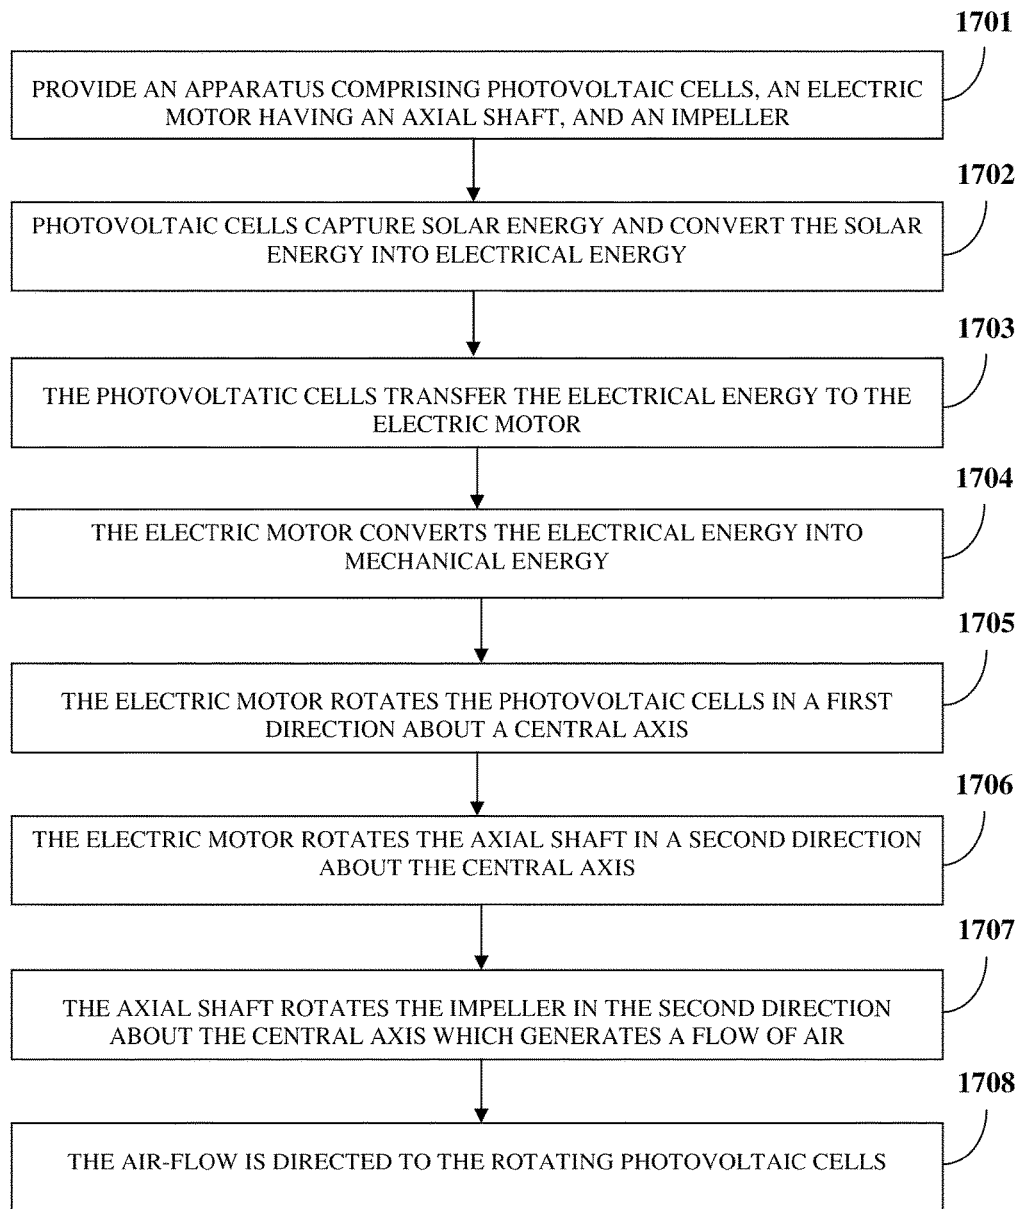 1701
PROVIDE AN APPARATUS COMPRISING PHOTOVOLTAIC CELLS, AN ELECTRIC
MOTOR HAVING AN AXIAL SHAFT, AND AN IMPELLER
1702
PHOTOVOLTAIC CELLS CAPTURE SOLAR ENERGY AND CONVERT THE SOLAR
ENERGY INTO ELECTRICAL ENERGY
1703
THE PHOTOVOLTATIC CELLS TRANSFER THE ELECTRICAL ENERGY TO THE
ELECTRIC MOTOR
1704
THE ELECTRIC MOTOR CONVERTS THE ELECTRICAL ENERGY INTO
MECHANICAL ENERGY
1705
THE ELECTRIC MOTOR ROTATES THE PHOTOVOLTAIC CELLS IN A FIRST
DIRECTION ABOUT A CENTRAL AXIS
1706
THE ELECTRIC MOTOR ROTATES THE AXIAL SHAFT IN A SECOND DIRECTION
ABOUT THE CENTRAL AXIS
1707
THE AXIAL SHAFT ROTATES THE IMPELLER IN THE SECOND DIRECTION
ABOUT THE CENTRAL AXIS WHICH GENERATES A FLOW OF AIR
1708
THE AIR-FLOW IS DIRECTED TO THE ROTATING PHOTOVOLTAIC CELLS